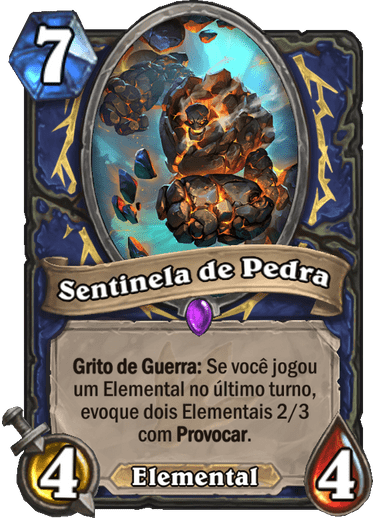 7
Sentinela de Pedra
Grito de Guerra: Se você jogou
um Elemental no último turno,
evoque dois Elementais 2/3
com Provocar.
4
Elemental
4